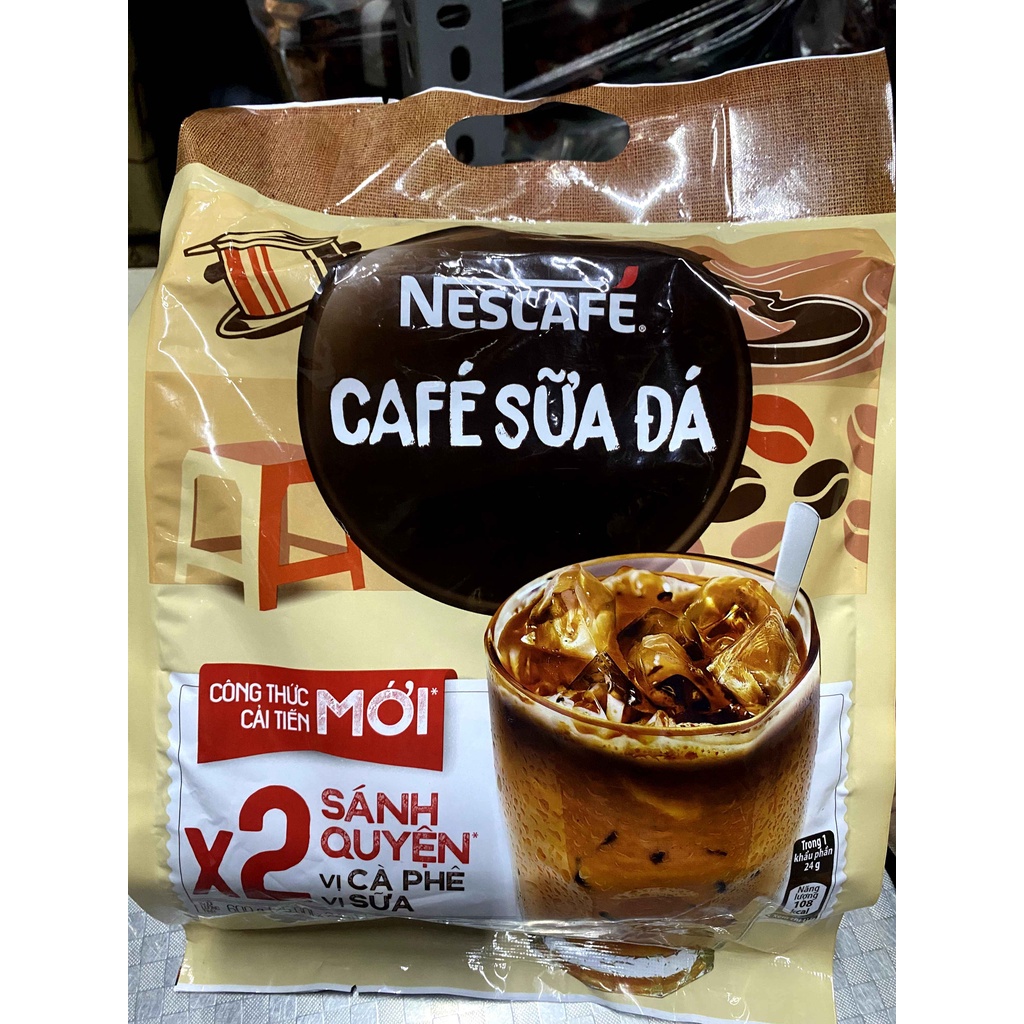 NESCAFÉ®
CAFÉ SỮA ĐÁ
CÔNG THỨC
CẢI TIẾN
MỚI*
x2
SÁNH
QUYỆN*
VỊ CÀ PHÊ
VỊ SỮA
Trong 1
khẩu phần
24 g
Năng
lượng
108
kcal